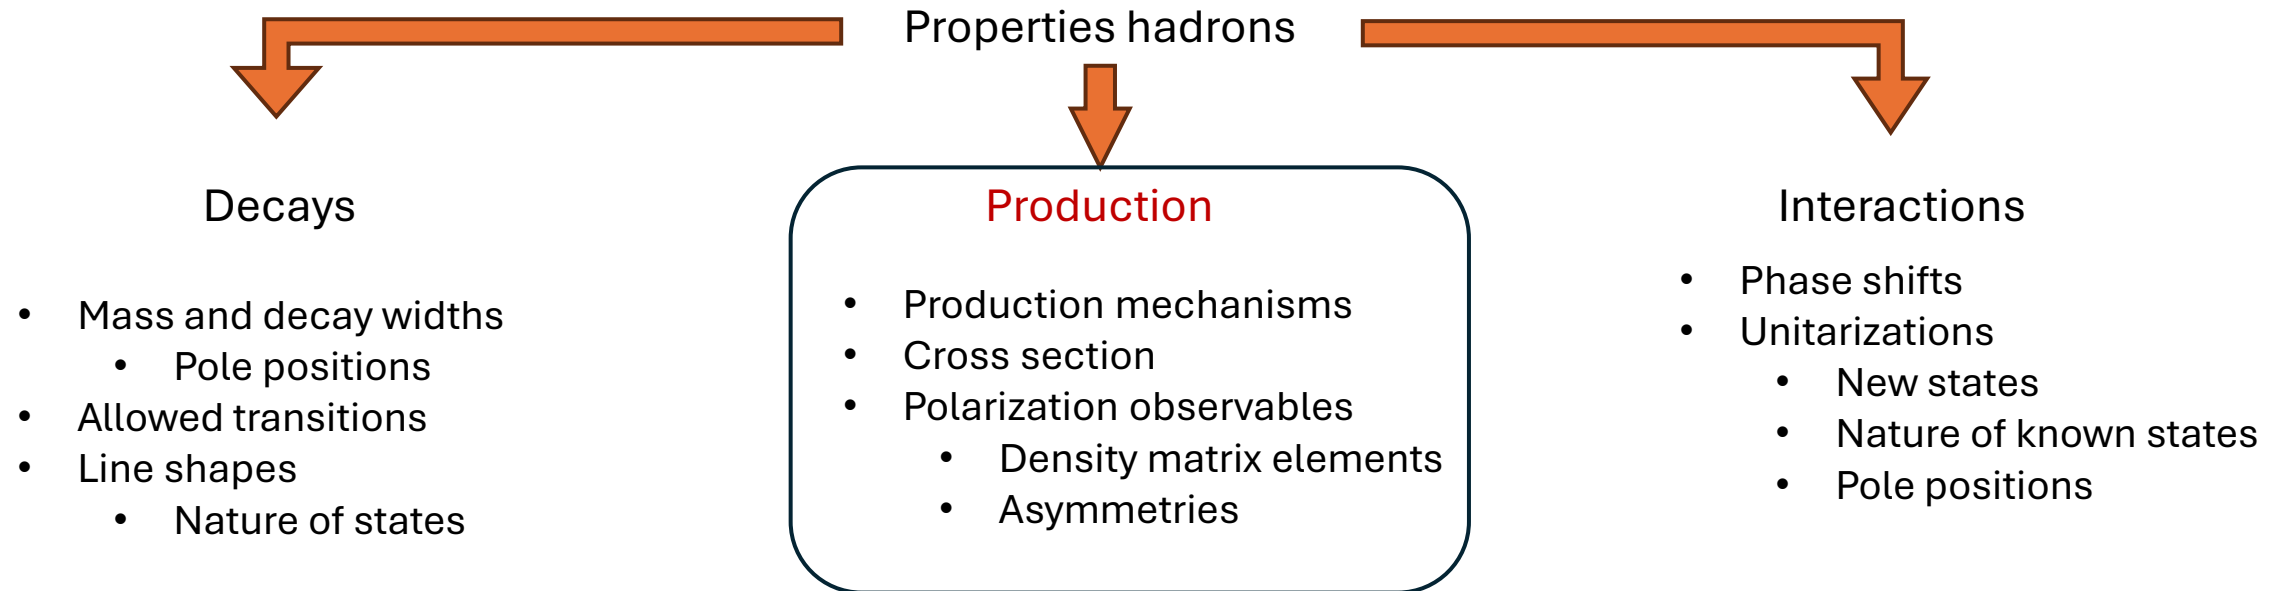 Properties hadrons
Decays
• Mass and decay widths
• Pole positions
• Allowed transitions
• Line shapes
• Nature of states
Production
• Production mechanisms
• Cross section
• Polarization observables
• Density matrix elements
• Asymmetries
Interactions
• Phase shifts
• Unitarizations
• New states
• Nature of known states
• Pole positions